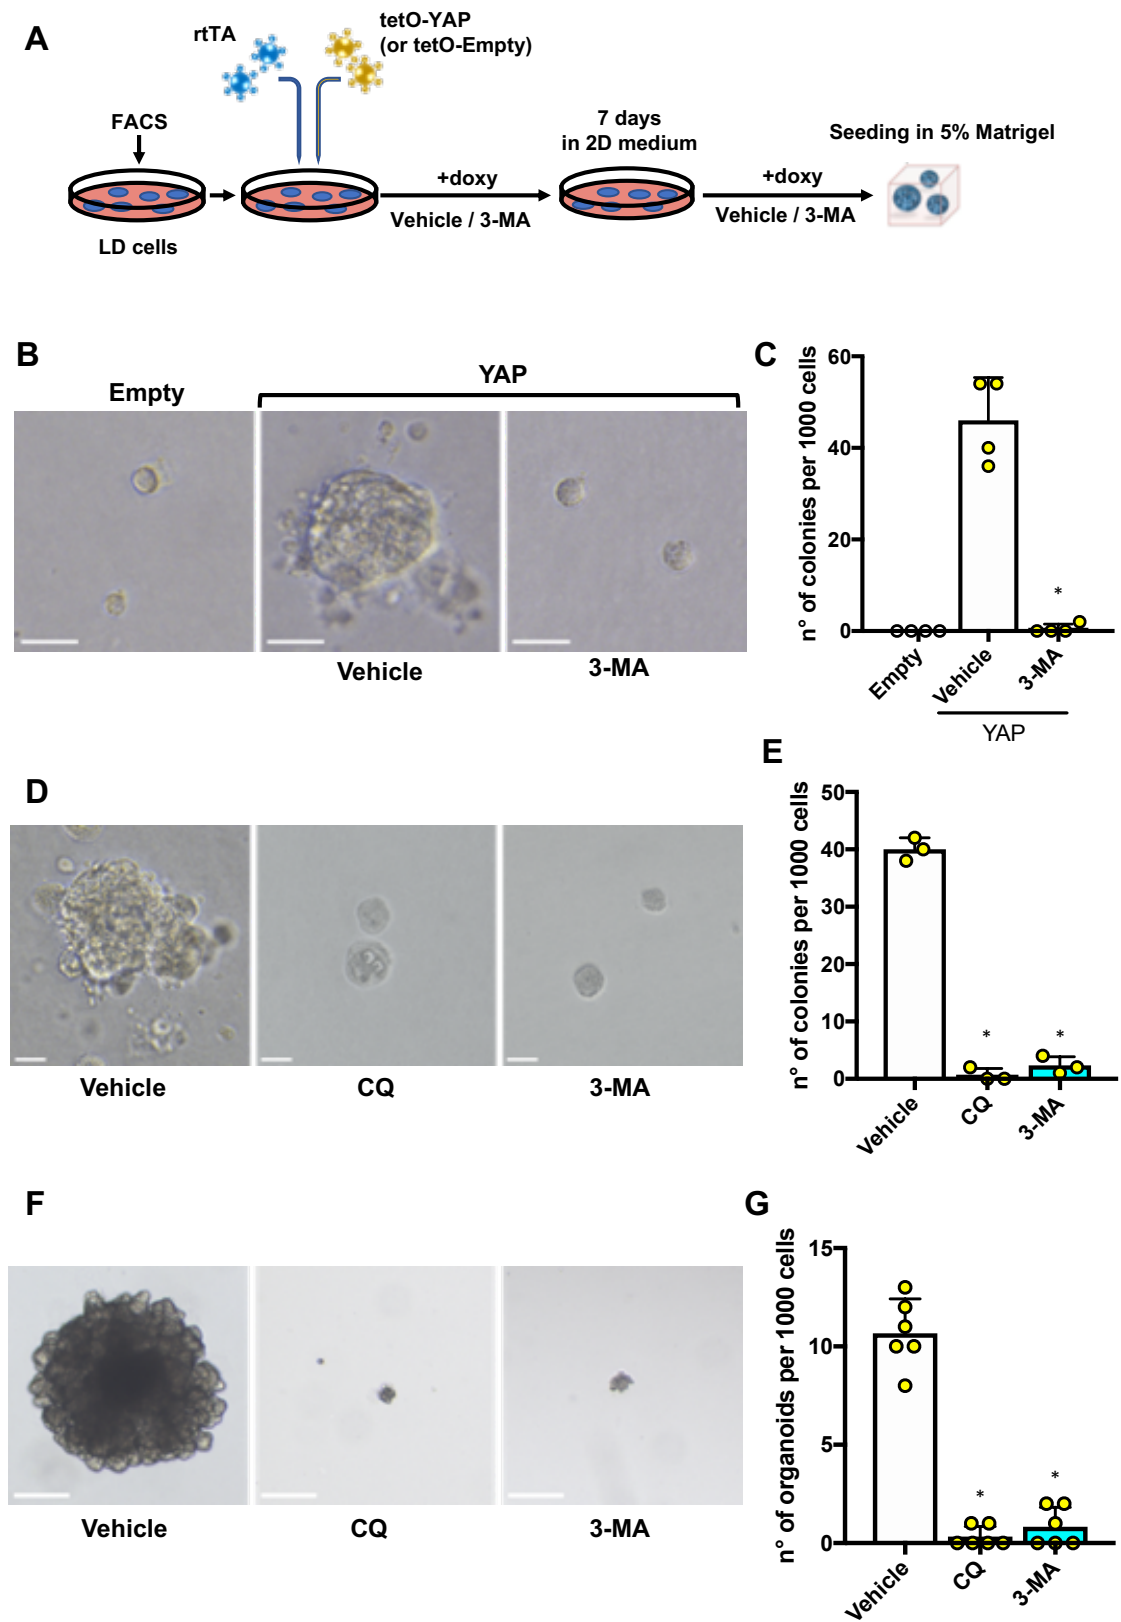 A
rtTA
tetO-YAP
(or tetO-Empty)
FACS
7 days
in 2D medium
Seeding in 5% Matrigel
+doxy
+doxy
Vehicle / 3-MA
Vehicle / 3-MA
LD cells
B
Empty
YAP
Vehicle
3-MA
C
n° of colonies per 1000 cells
60
40
20
0
*
Empty
Vehicle
3-MA
YAP
D
Vehicle
CQ
3-MA
E
n° of colonies per 1000 cells
50
40
30
20
10
0
*
*
Vehicle
CQ
3-MA
F
Vehicle
CQ
3-MA
G
n° of organoids per 1000 cells
15
10
5
0
*
*
Vehicle
CQ
3-MA